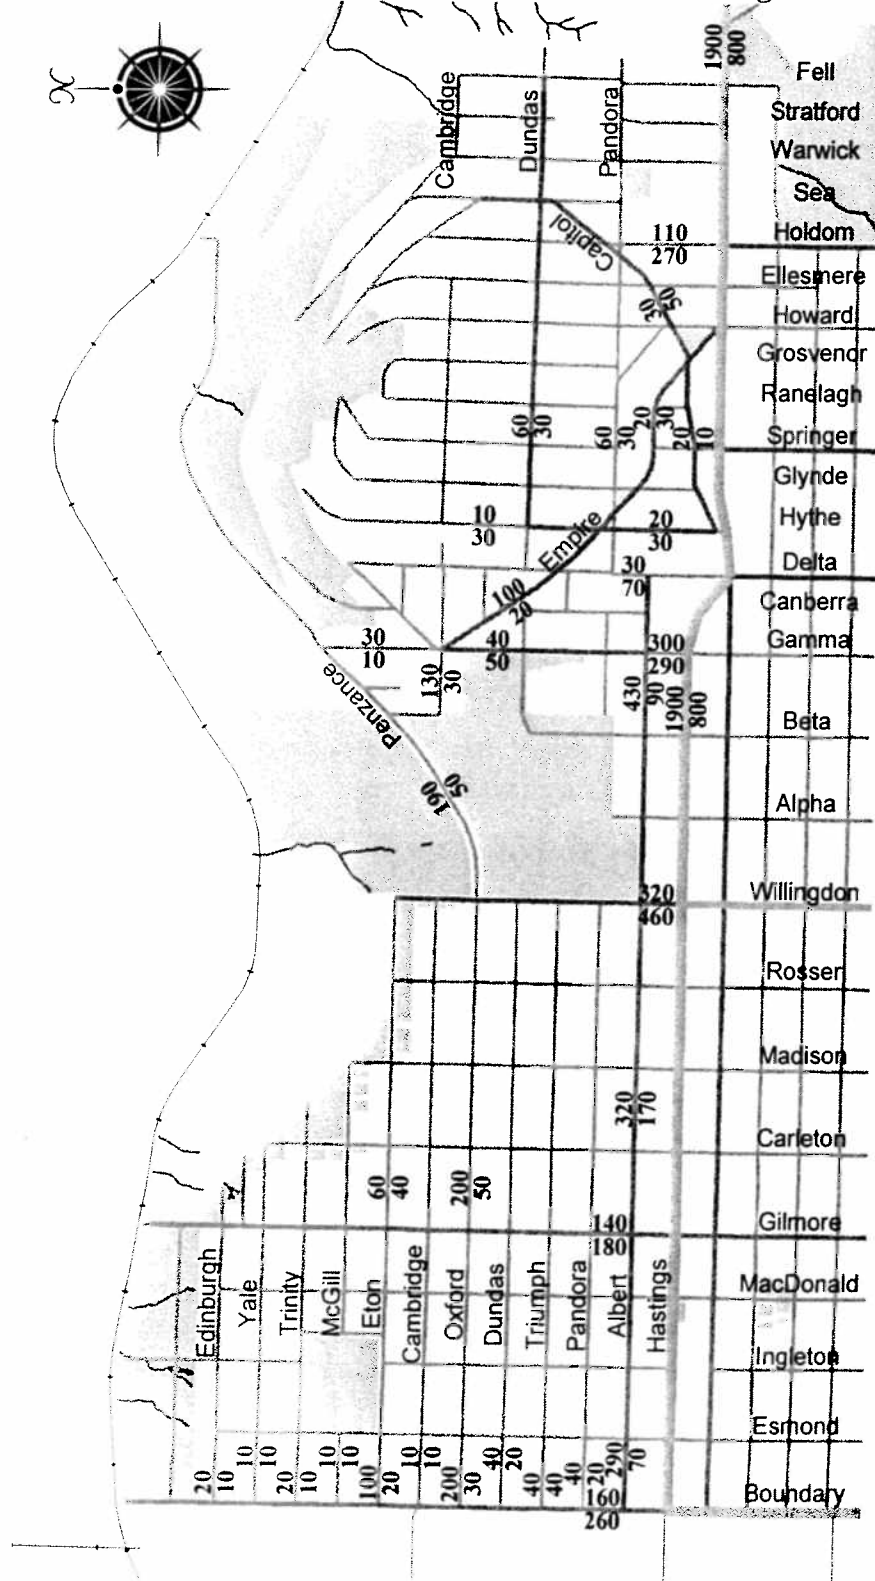 N
Cambridge
Dundas
Pandora
1900
800
Fell
Stratford
Warwick
Sea
Holdom
110
270
Capitol
Ellesmere
30
50
Howard
Grosvenor
Ranelagh
60
30
60
30
20
30
20
10
Springer
Glynde
10
30
Empire
20
30
Hythe
30
70
Delta
100
20
Canberra
30
10
40
50
300
290
Gamma
Penzance
130
30
430
90
1900
800
Beta
190
50
Alpha
320
460
Willingdon
Rosser
Madison
320
170
Carleton
60
40
200
50
140
180
Gilmore
Edinburgh
Yale
Trinity
McGill
Eton
Cambridge
Oxford
Dundas
Triumph
Pandora
Albert
Hastings
MacDonald
Ingleton
Esmond
20
10
10
10
20
10
10
10
100
20
10
10
200
30
40
20
40
40
40
20
290
70
160
260
Boundary